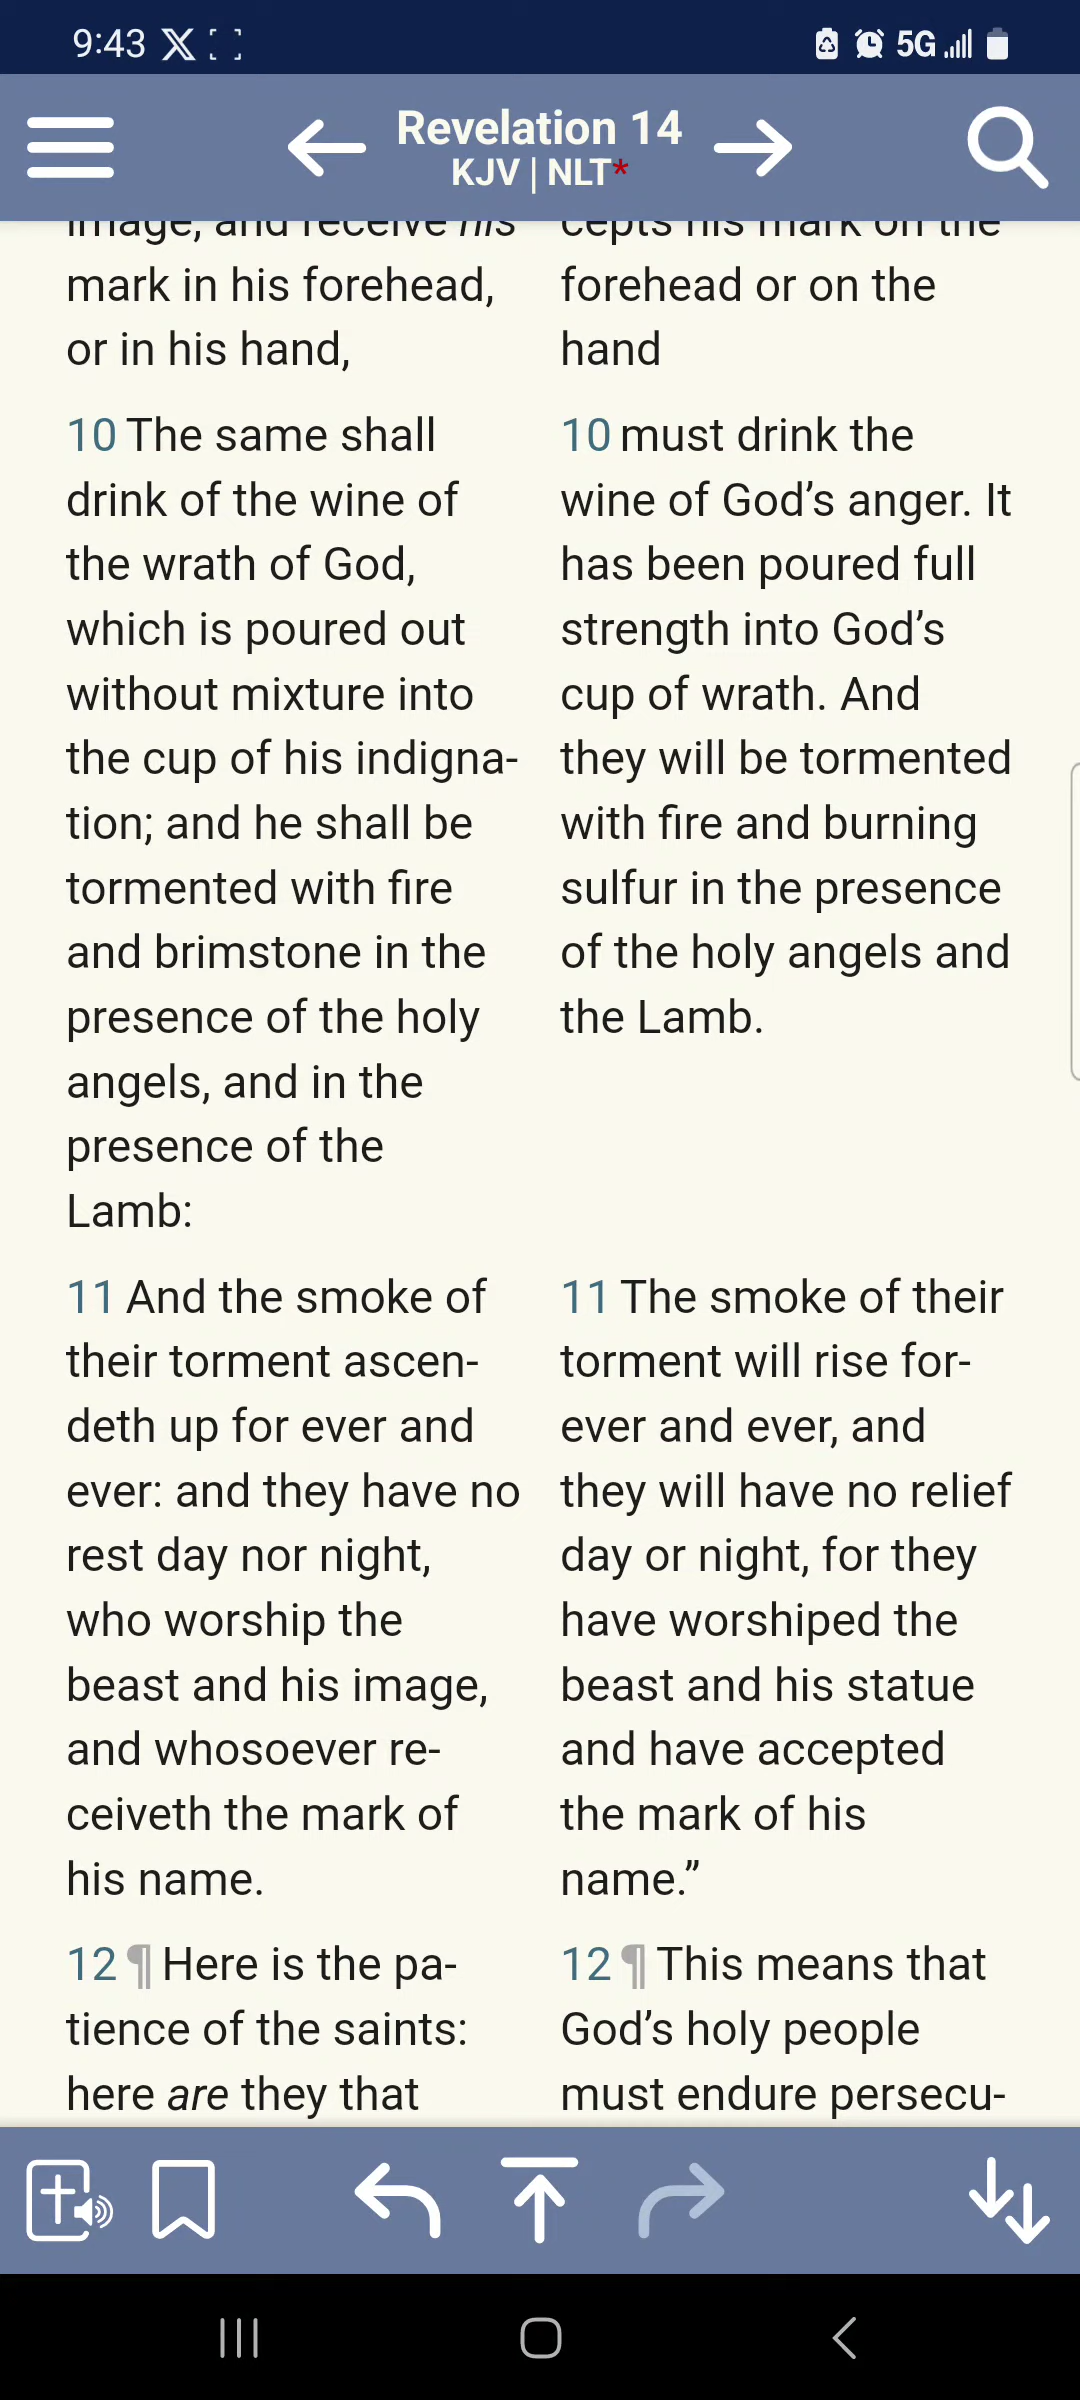 9:43
5G
Revelation 14
KJV | NLT*
image, and receive his
mark in his forehead,
or in his hand,
10 The same shall
drink of the wine of
the wrath of God,
which is poured out
without mixture into
the cup of his indigna-
tion; and he shall be
tormented with fire
and brimstone in the
presence of the holy
angels, and in the
presence of the
Lamb:
11 And the smoke of
their torment ascen-
deth up for ever and
ever: and they have no
rest day nor night,
who worship the
beast and his image,
and whosoever re-
ceiveth the mark of
his name.
12 ¶ Here is the pa-
tience of the saints:
here are they that
cepts his mark on the
forehead or on the
hand
10 must drink the
wine of God’s anger. It
has been poured full
strength into God’s
cup of wrath. And
they will be tormented
with fire and burning
sulfur in the presence
of the holy angels and
the Lamb.
11 The smoke of their
torment will rise for-
ever and ever, and
they will have no relief
day or night, for they
have worshiped the
beast and his statue
and have accepted
the mark of his
name.”
12 ¶ This means that
God’s holy people
must endure persecu-